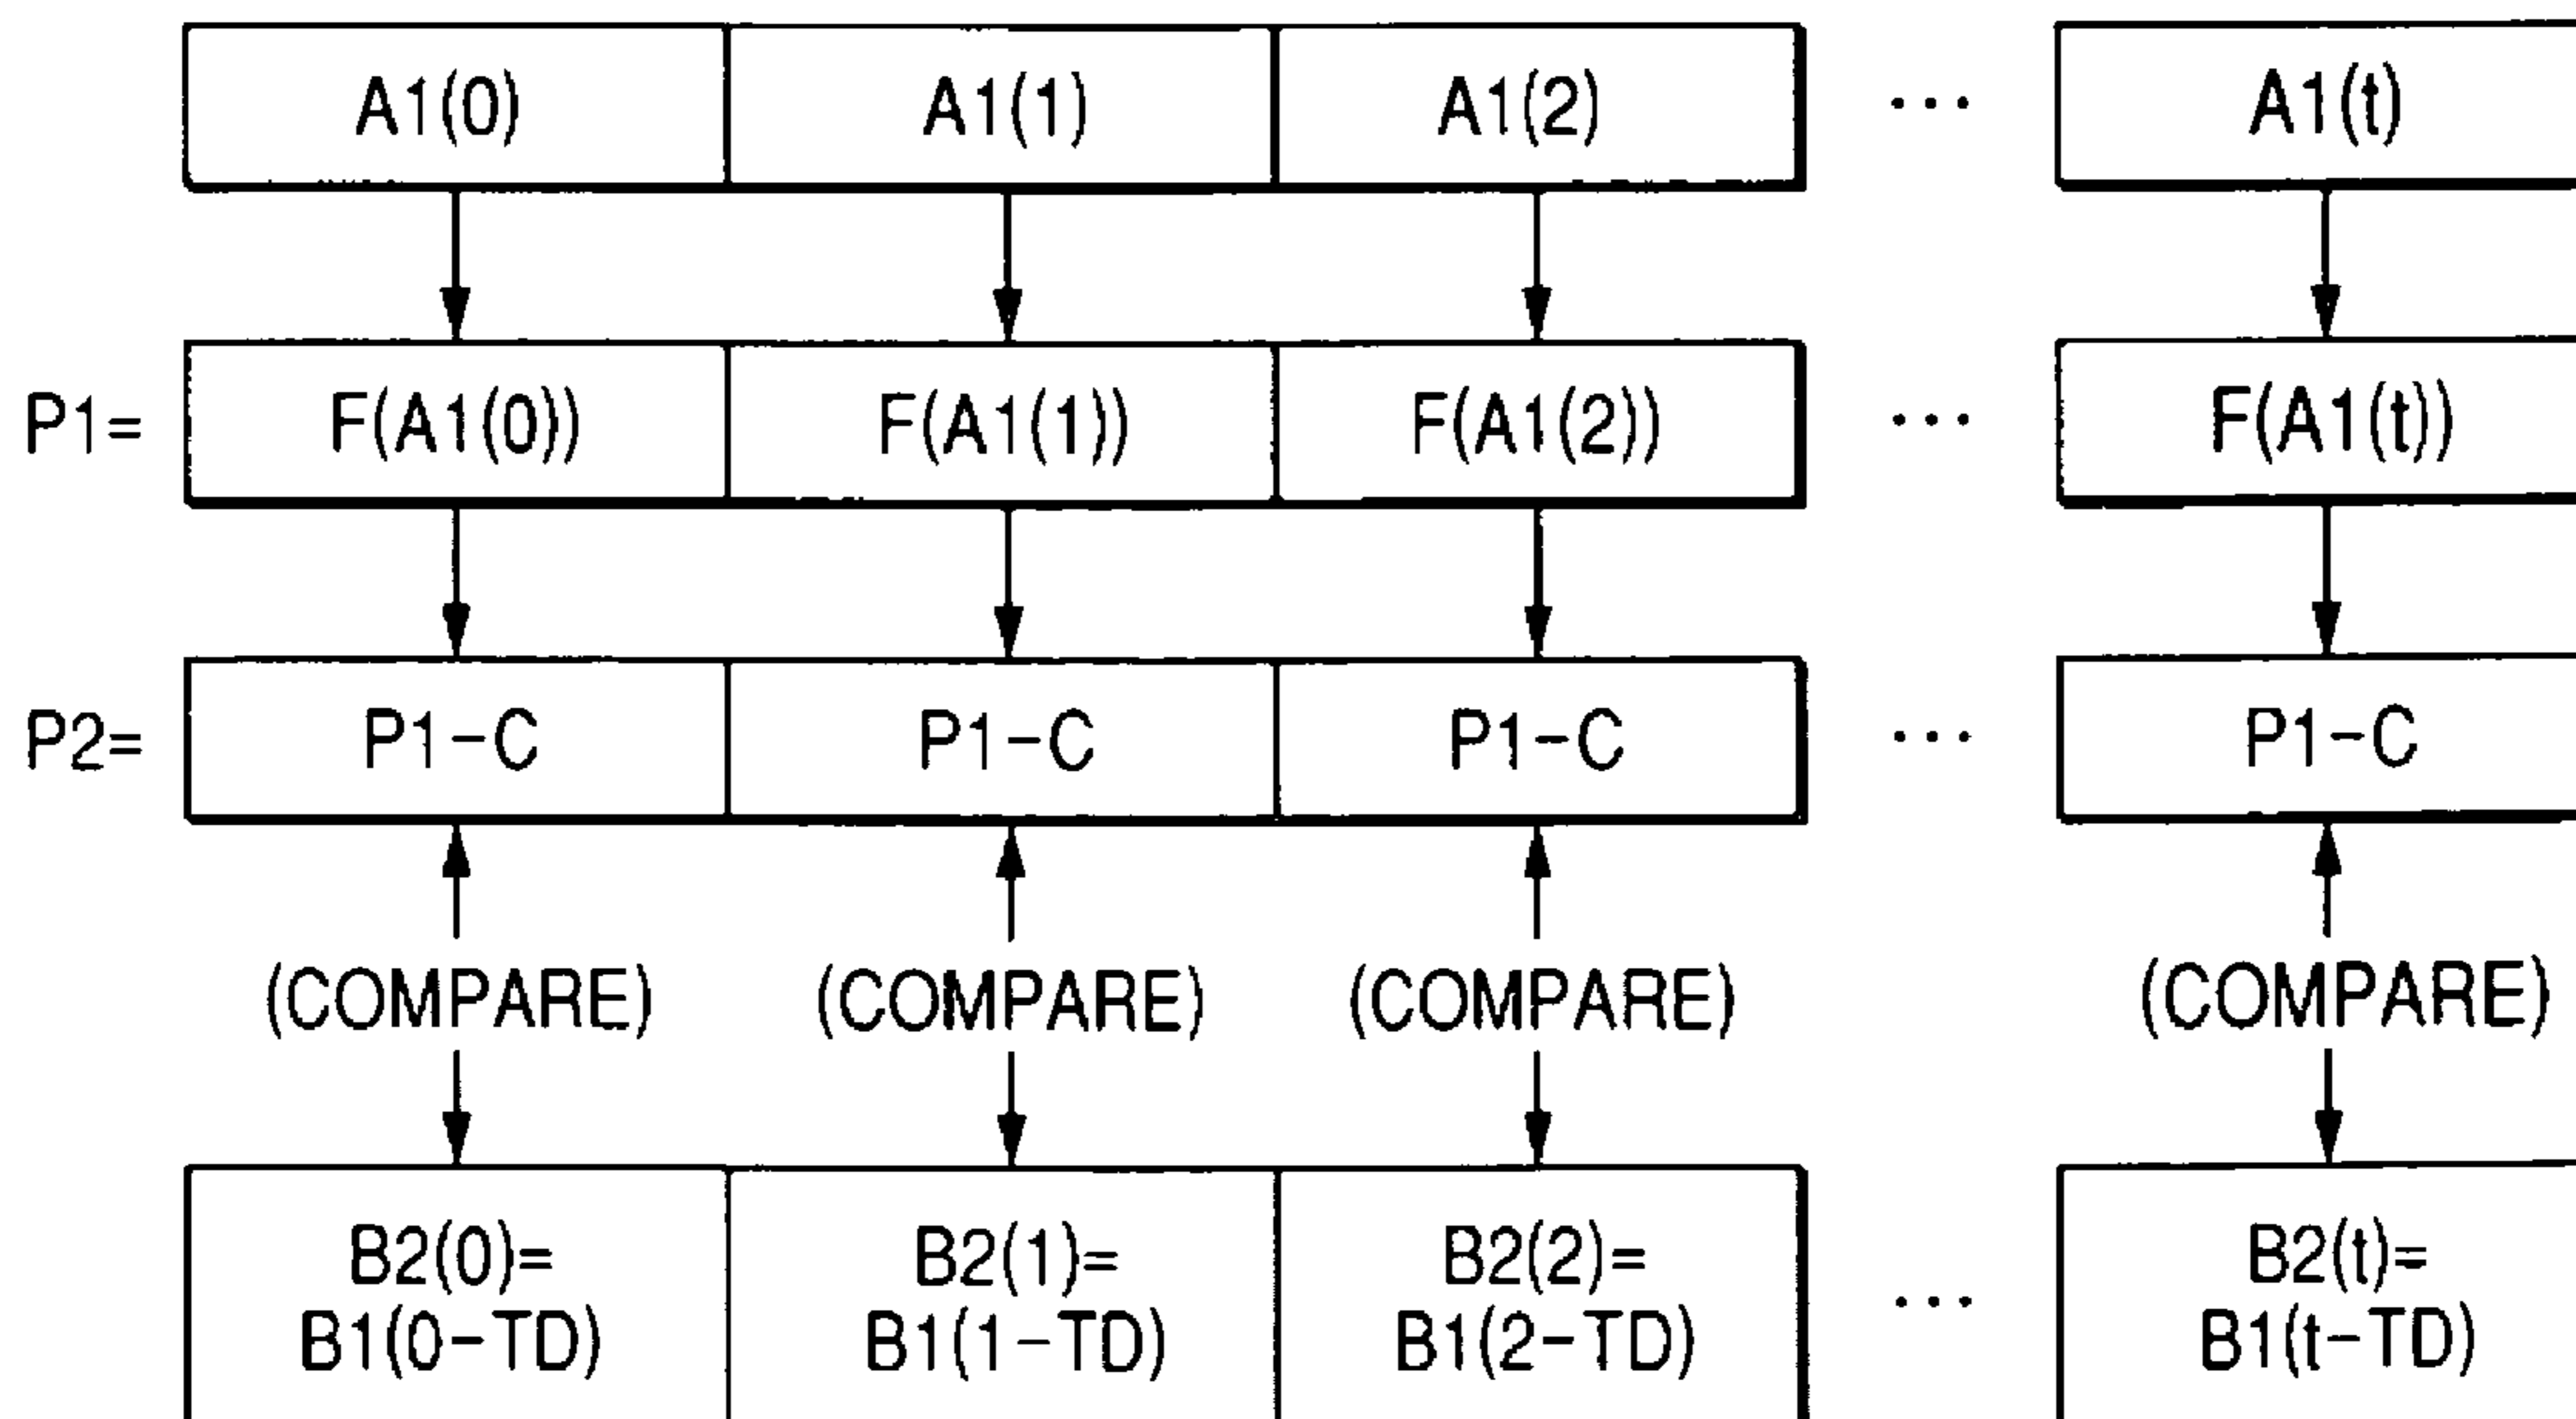 A1(0) A1(1) A1(2) ... A1(t)
P1= F(A1(0)) F(A1(1)) F(A1(2)) ... F(A1(t))
P2= P1-C P1-C P1-C ... P1-C
(COMPARE) (COMPARE) (COMPARE) (COMPARE)
B2(0)= B2(1)= B2(2)= B2(t)=
B1(0-TD) B1(1-TD) B1(2-TD) ... B1(t-TD)